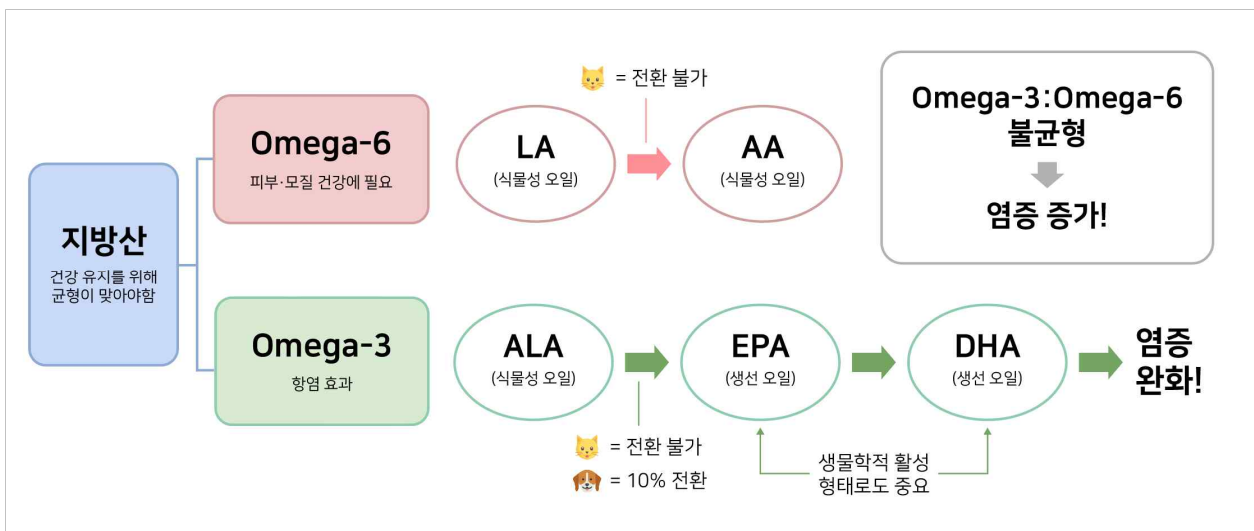 지방산
건강 유지를 위해
균형이 맞아야함
Omega-6
피부·모질 건강에 필요
LA
(식물성 오일)
= 전환 불가
AA
(식물성 오일)
Omega-3:Omega-6
불균형
염증 증가!
Omega-3
항염 효과
ALA
(식물성 오일)
= 전환 불가
= 10% 전환
EPA
(생선 오일)
DHA
(생선 오일)
생물학적 활성
형태로도 중요
염증
완화!